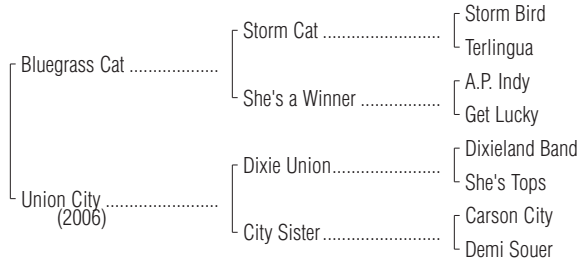 Storm Bird
Storm Cat ......................
Terlingua
Bluegrass Cat .................
A.P. Indy
She's a Winner ...............
Get Lucky
Dixieland Band
Dixie Union.....................
She's Tops
Union City .....................
(2006)
Carson City
City Sister.......................
Demi Souer